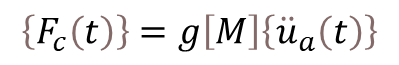 {F_c(t)} = g[M]{ü_a(t)}